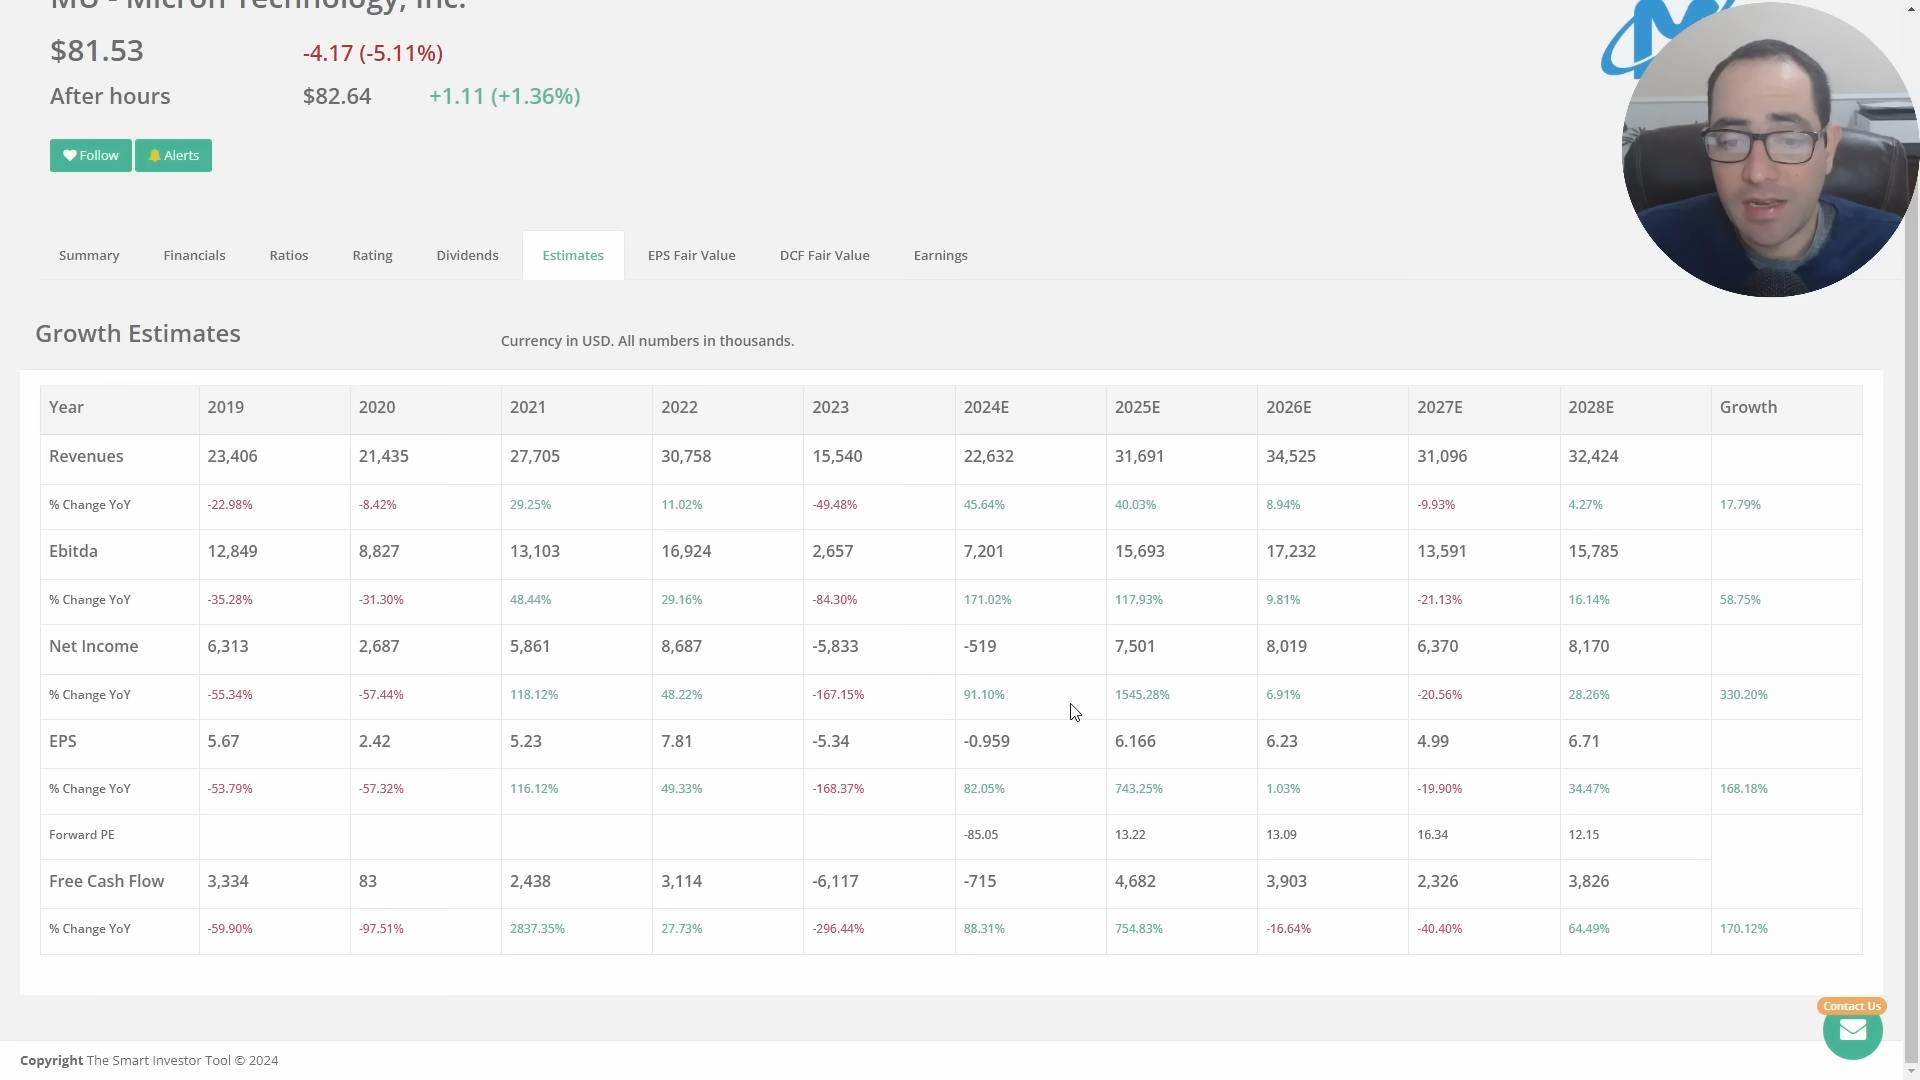 MU - Micron Technology, Inc.
$81.53 -4.17 (-5.11%)
After hours $82.64 +1.11 (+1.36%)
Follow Alerts
Summary Financials Ratios Rating Dividends Estimates EPS Fair Value DCF Fair Value Earnings
Growth Estimates Currency in USD. All numbers in thousands.
Year 2019 2020 2021 2022 2023 2024E 2025E 2026E 2027E 2028E Growth
Revenues 23,406 21,435 27,705 30,758 15,540 22,632 31,691 34,525 31,096 32,424
% Change YoY -22.98% -8.42% 29.25% 11.02% -49.48% 45.64% 40.03% 8.94% -9.93% 4.27% 17.79%
Ebitda 12,849 8,827 13,103 16,924 2,657 7,201 15,693 17,232 13,591 15,785
% Change YoY -35.28% -31.30% 48.44% 29.16% -84.30% 171.02% 117.93% 9.81% -21.13% 16.14% 58.75%
Net Income 6,313 2,687 5,861 8,687 -5,833 -519 7,501 8,019 6,370 8,170
% Change YoY -55.34% -57.44% 118.12% 48.22% -167.15% 91.10% 1545.28% 6.91% -20.56% 28.26% 330.20%
EPS 5.67 2.42 5.23 7.81 -5.34 -0.959 6.166 6.23 4.99 6.71
% Change YoY -53.79% -57.32% 116.12% 49.33% -168.37% 82.05% 743.25% 1.03% -19.90% 34.47% 168.18%
Forward PE -85.05 13.22 13.09 16.34 12.15
Free Cash Flow 3,334 83 2,438 3,114 -6,117 -715 4,682 3,903 2,326 3,826
% Change YoY -59.90% -97.51% 2837.35% 27.73% -296.44% 88.31% 754.83% -16.64% -40.40% 64.49% 170.12%
Contact Us
Copyright The Smart Investor Tool © 2024